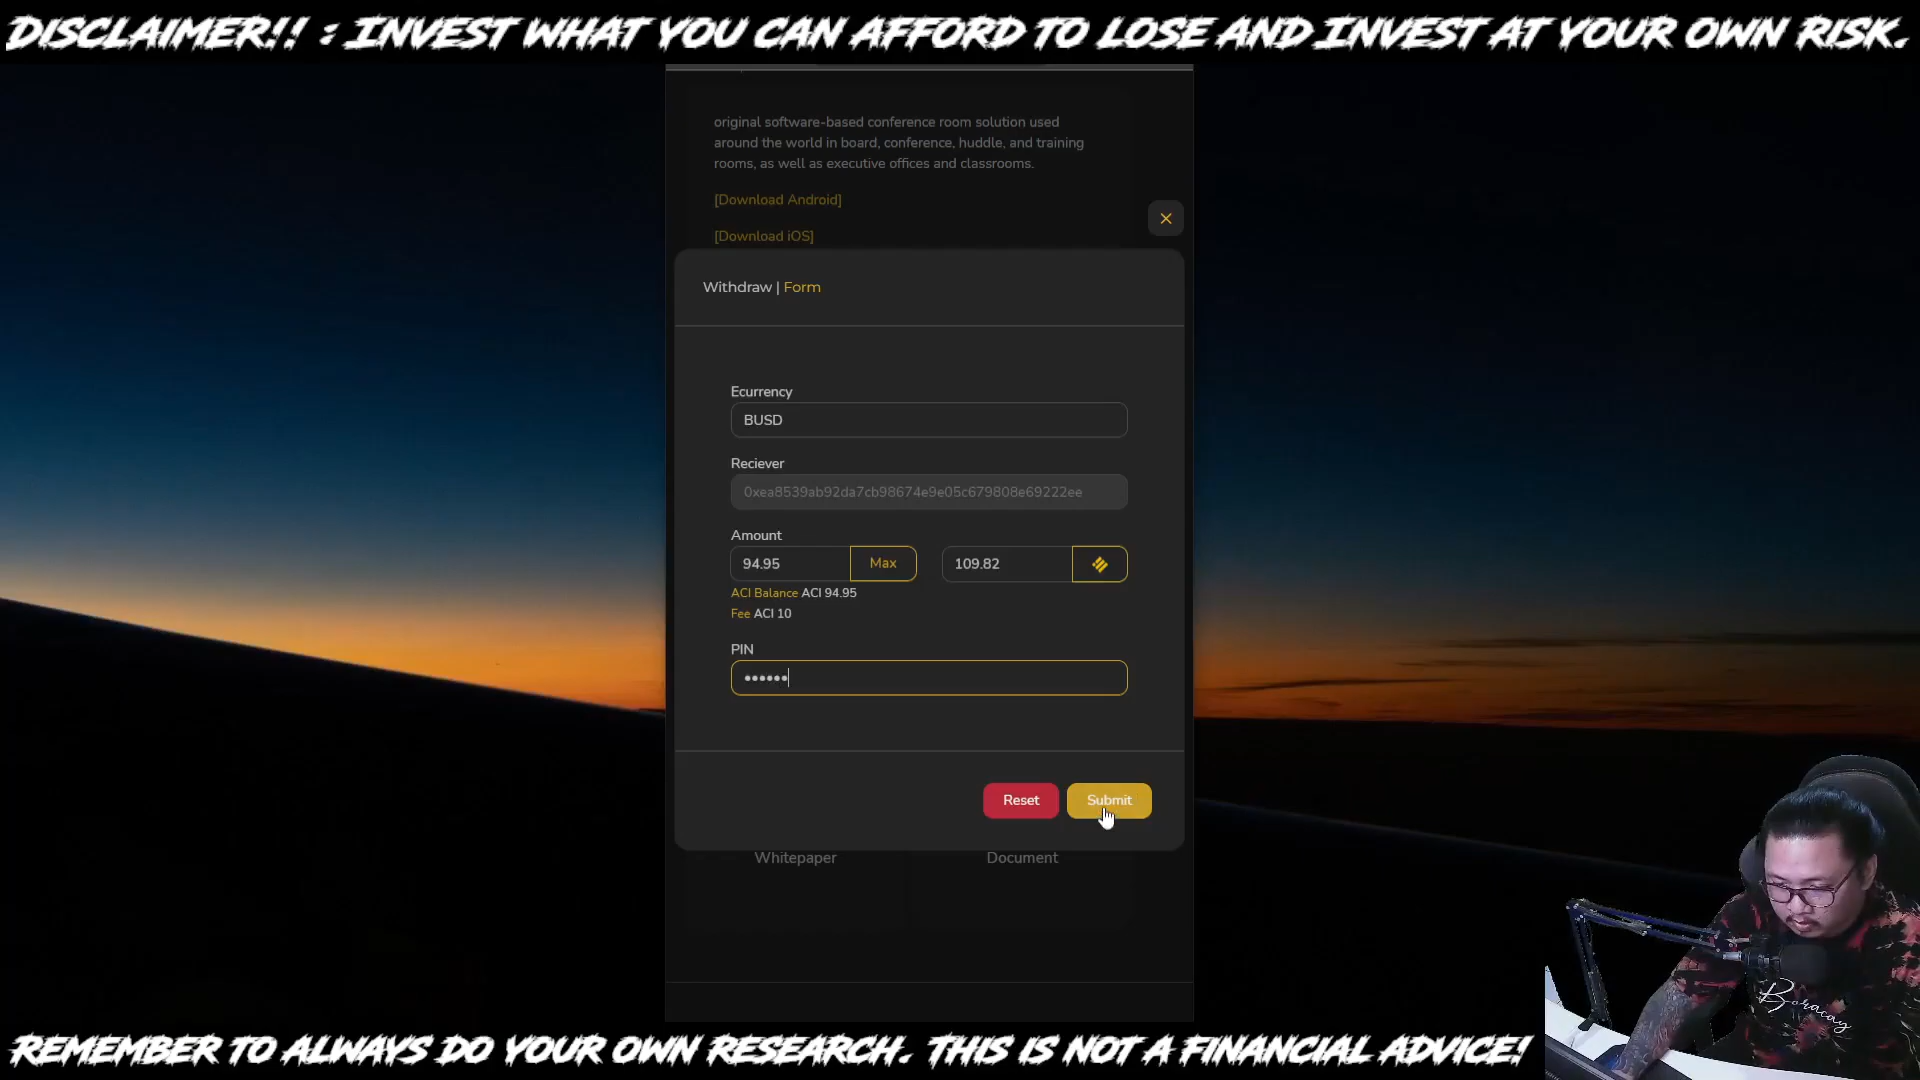 DISCLAIMER!! : INVEST WHAT YOU CAN AFFORD TO LOSE AND INVEST AT YOUR OWN RISK.
original software-based conference room solution used
around the world in board, conference, huddle, and training
rooms, as well as executive offices and classrooms.
[Download Android]
[Download iOS]
Withdraw | Form
Ecurrency
BUSD
Reciever
0xea8539ab92da7cb98674e9e05c679808e69222ee
Amount
94.95 Max 109.82
ACI Balance ACI 94.95
Fee ACI 10
PIN
••••••
Reset Submit
Whitepaper Document
Boracay
REMEMBER TO ALWAYS DO YOUR OWN RESEARCH. THIS IS NOT A FINANCIAL ADVICE!